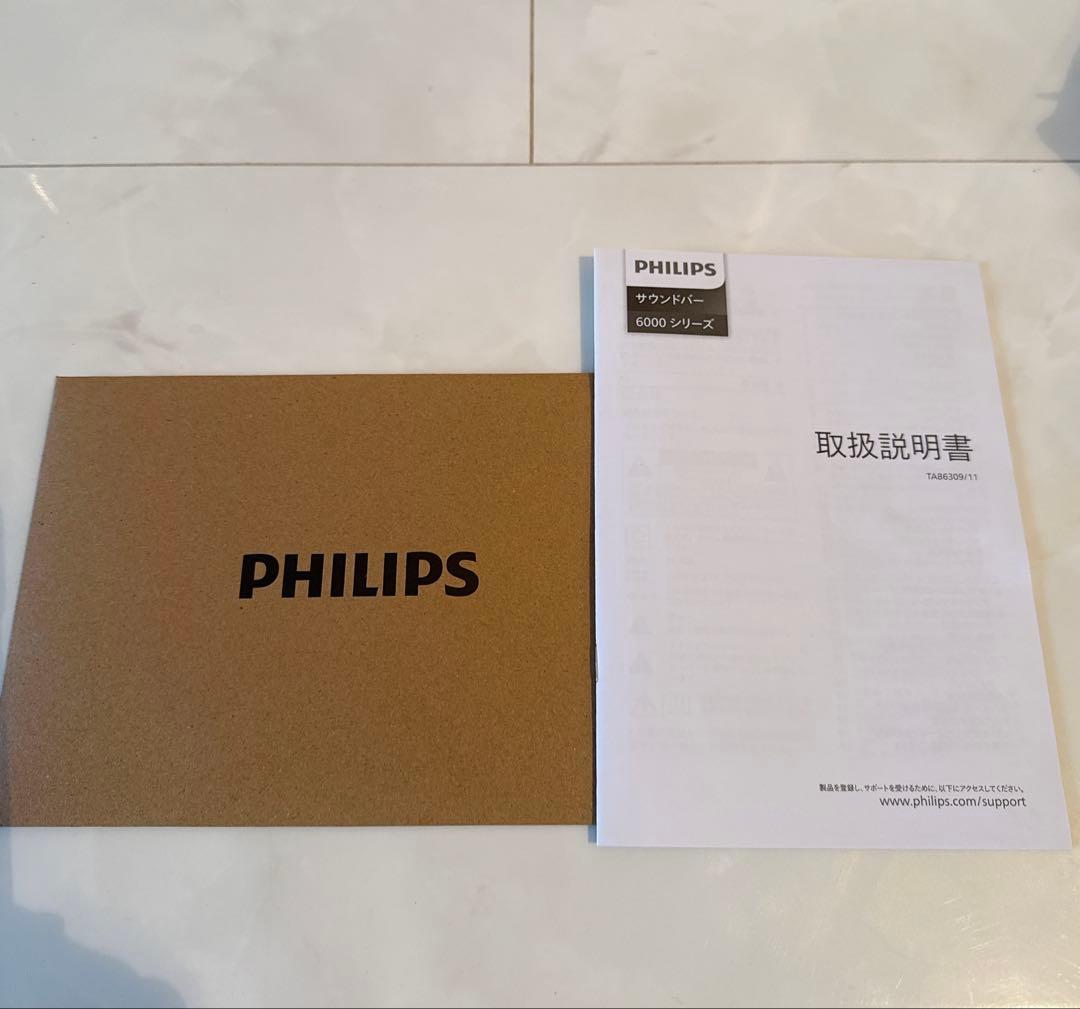 PHILIPS
PHILIPS
サウンドバー
6000 シリーズ
取扱説明書
TAB6309/11
製品を登録し、サポートを受けるために、以下にアクセスしてください。
www.philips.com/support